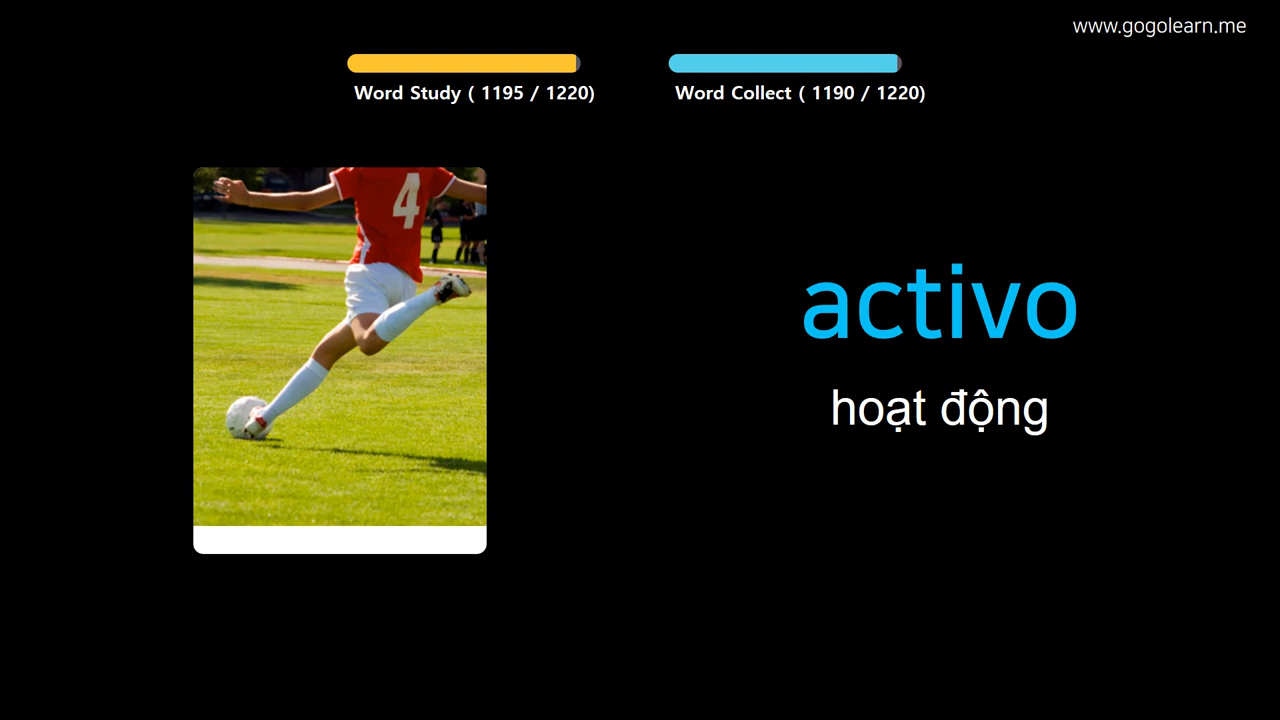 www.gogolearn.me
Word Study ( 1195 / 1220)
Word Collect ( 1190 / 1220)
4
activo
hoạt động